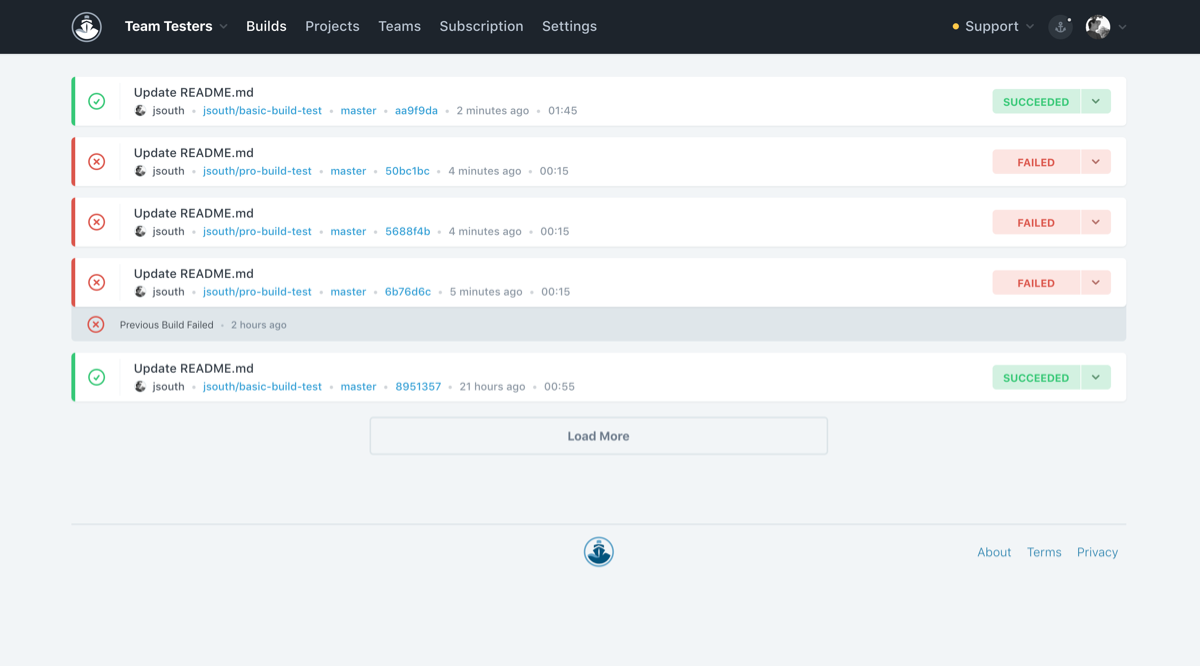 Team Testers Builds Projects Teams Subscription Settings Support
Update README.md
jsouth • jsouth/basic-build-test • master • aa9f9da • 2 minutes ago • 01:45
SUCCEEDED
Update README.md
jsouth • jsouth/pro-build-test • master • 50bc1bc • 4 minutes ago • 00:15
FAILED
Update README.md
jsouth • jsouth/pro-build-test • master • 5688f4b • 4 minutes ago • 00:15
FAILED
Update README.md
jsouth • jsouth/pro-build-test • master • 6b76d6c • 5 minutes ago • 00:15
FAILED
Previous Build Failed • 2 hours ago
Update README.md
jsouth • jsouth/basic-build-test • master • 8951357 • 21 hours ago • 00:55
SUCCEEDED
Load More
About Terms Privacy